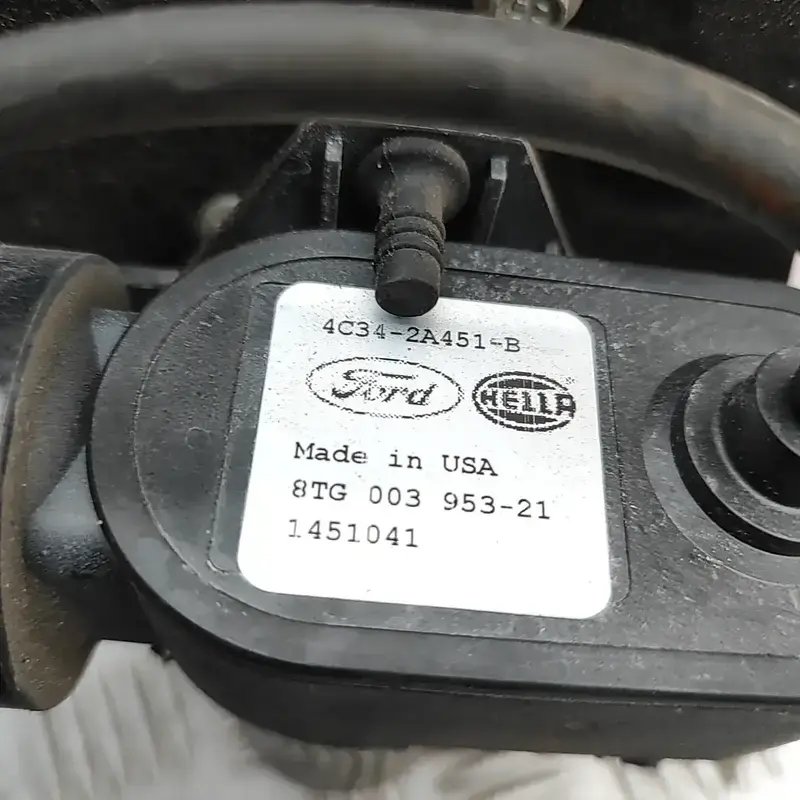 4C34-2A451-B
Ford HELLA
Made in USA
8TG 003 953-21
1451041